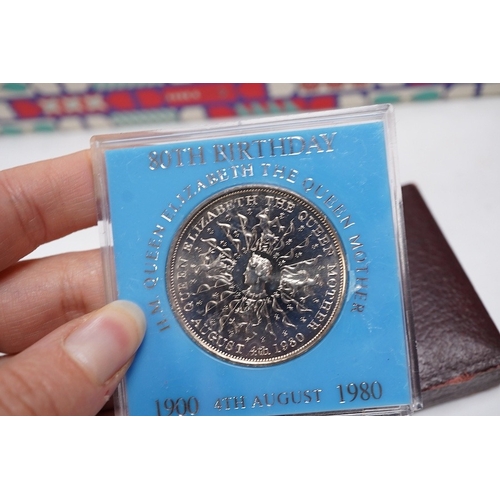 80TH BIRTHDAY
H.M. QUEEN ELIZABETH THE QUEEN MOTHER
QUEEN ELIZABETH THE QUEEN MOTHER
AUGUST 4th 1980
1900 4TH AUGUST 1980